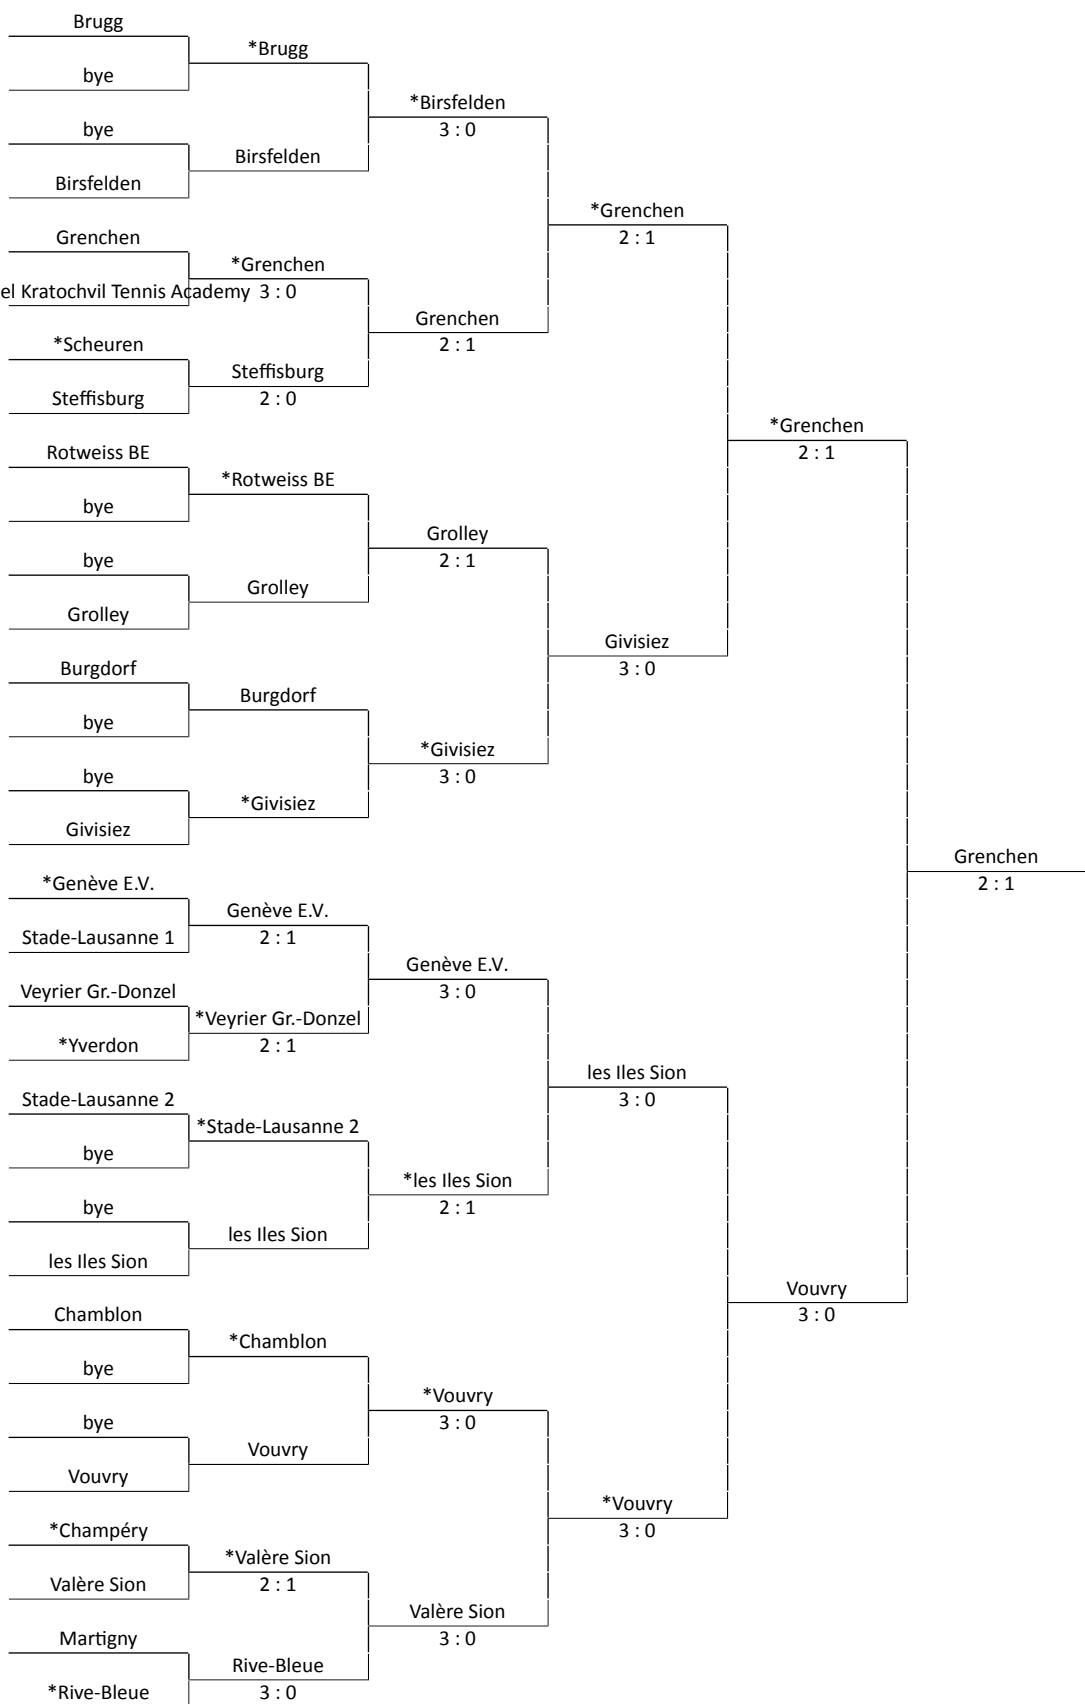 Brugg
*Brugg
bye
*Birsfelden
bye
3 : 0
Birsfelden
Birsfelden
*Grenchen
Grenchen
2 : 1
*Grenchen
el Kratochvil Tennis Academy 3 : 0
Grenchen
*Scheuren
2 : 1
Steffisburg
Steffisburg
2 : 0
*Grenchen
Rotweiss BE
2 : 1
*Rotweiss BE
bye
Grolley
bye
2 : 1
Grolley
Grolley
Givisiez
Burgdorf
3 : 0
Burgdorf
bye
*Givisiez
bye
3 : 0
*Givisiez
Givisiez
Grenchen
*Genève E.V.
2 : 1
Genève E.V.
Stade-Lausanne 1
2 : 1
Genève E.V.
Veyrier Gr.-Donzel
3 : 0
*Veyrier Gr.-Donzel
*Yverdon
2 : 1
les Iles Sion
Stade-Lausanne 2
3 : 0
*Stade-Lausanne 2
bye
*les Iles Sion
bye
2 : 1
les Iles Sion
les Iles Sion
Vouvry
Chamblon
3 : 0
*Chamblon
bye
*Vouvry
bye
3 : 0
Vouvry
Vouvry
*Vouvry
*Champéry
3 : 0
*Valère Sion
Valère Sion
2 : 1
Valère Sion
Martigny
3 : 0
Rive-Bleue
*Rive-Bleue
3 : 0